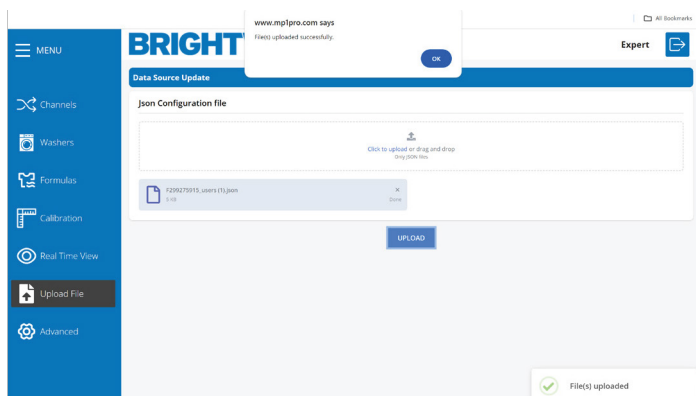 All Bookmarks
www.mp1pro.com says
File(s) uploaded successfully.
OK
MENU
BRIGHT
Expert
Data Source Update
Channels
Washers
Formulas
Calibration
Real Time View
Upload File
Advanced
Json Configuration file
Click to upload or drag and drop
Only JSON files
F299275915_users (1).json
5 KB
Done
UPLOAD
File(s) uploaded